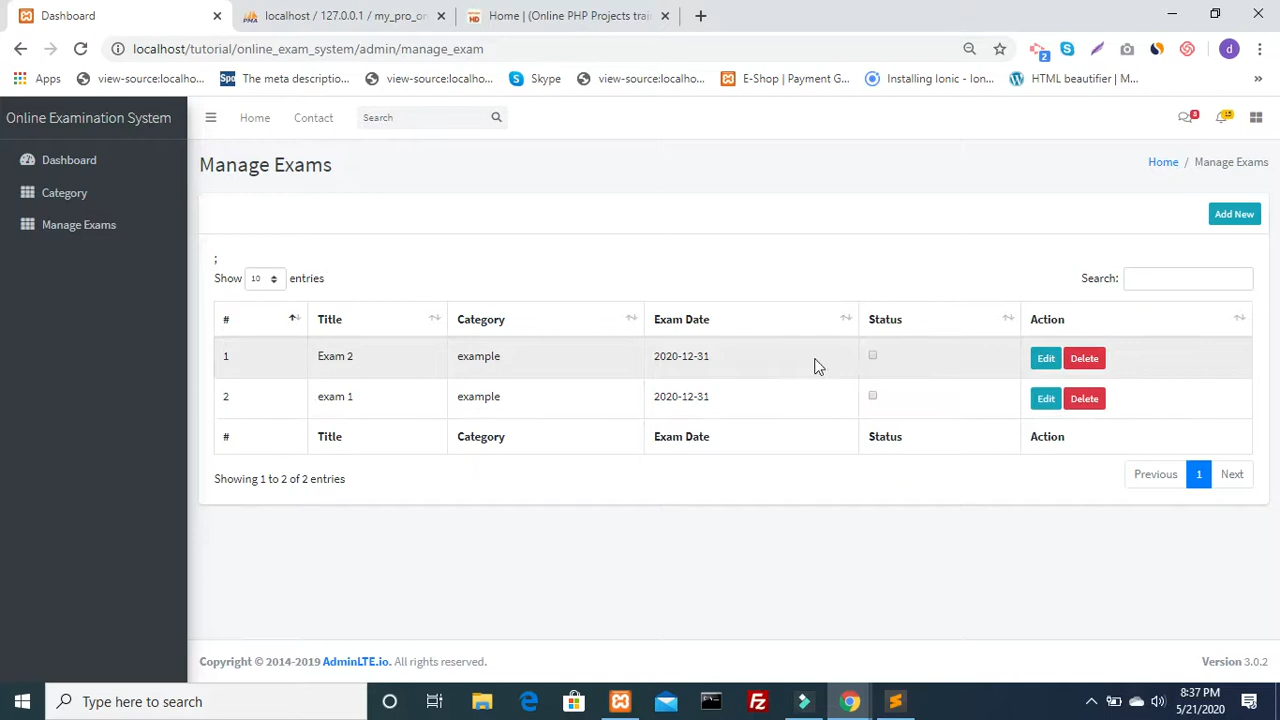 Dashboard
localhost / 127.0.0.1 / my_pro_on
Home | (Online PHP Projects trai
localhost/tutorial/online_exam_system/admin/manage_exam
2
d
Apps
view-source:localho...
Spo
The meta descriptio...
view-source:localho...
Skype
view-source:localho...
E-Shop | Payment G...
Installing Ionic - Ion...
HTML beautifier | M...
»
Online Examination System
Home
Contact
Search
Dashboard
Category
Manage Exams
Manage Exams
Home / Manage Exams
Add New
;
Show 10 entries
Search:
# Title Category Exam Date Status Action
1 Exam 2 example 2020-12-31 Edit Delete
2 exam 1 example 2020-12-31 Edit Delete
# Title Category Exam Date Status Action
Showing 1 to 2 of 2 entries
Previous 1 Next
Copyright © 2014-2019 AdminLTE.io. All rights reserved.
Version 3.0.2
Type here to search
8:37 PM
5/21/2020